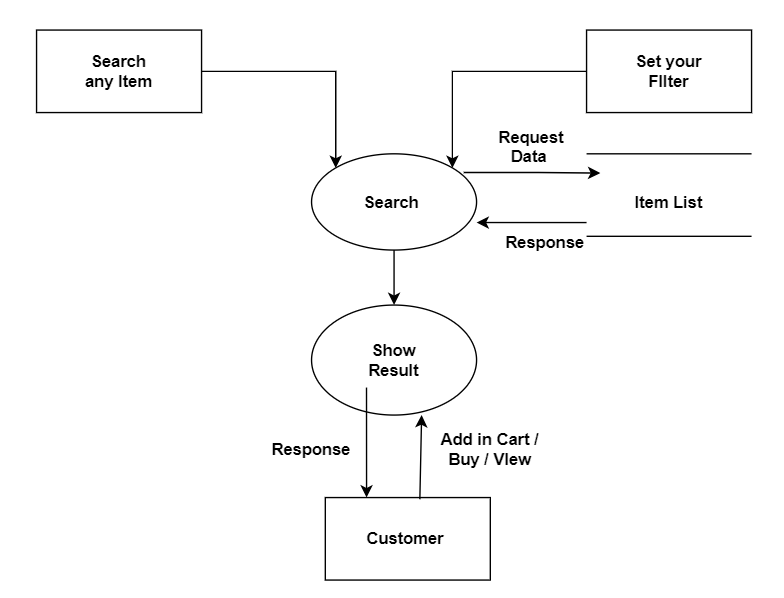 Search
any Item
Set your
FIlter
Request
Data
Search
Item List
Response
Show
Result
Response
Add in Cart /
Buy / VIew
Customer